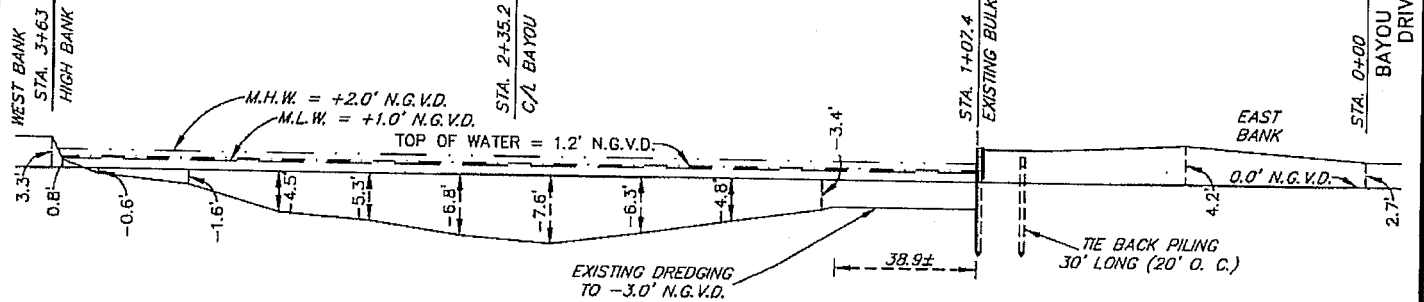 WEST BANK
STA. 3+63
HIGH BANK
M.H.W. = +2.0' N.G.V.D.
M.L.W. = +1.0' N.G.V.D.
TOP OF WATER = 1.2' N.G.V.D.
STA. 2+35.2
C/L BAYOU
STA. 1+07.4
EXISTING BULK
EAST
BANK
STA. 0+00
BAYOU
DRIV
3.3'
0.8'
-0.6'
-1.6'
-4.5'
-5.3'
-6.8'
-7.6'
-6.3'
-4.8'
-3.4'
4.2'
0.0' N.G.V.D.
2.7'
38.9±
EXISTING DREDGING
TO -3.0' N.G.V.D.
TIE BACK PILING
30' LONG (20' O. C.)